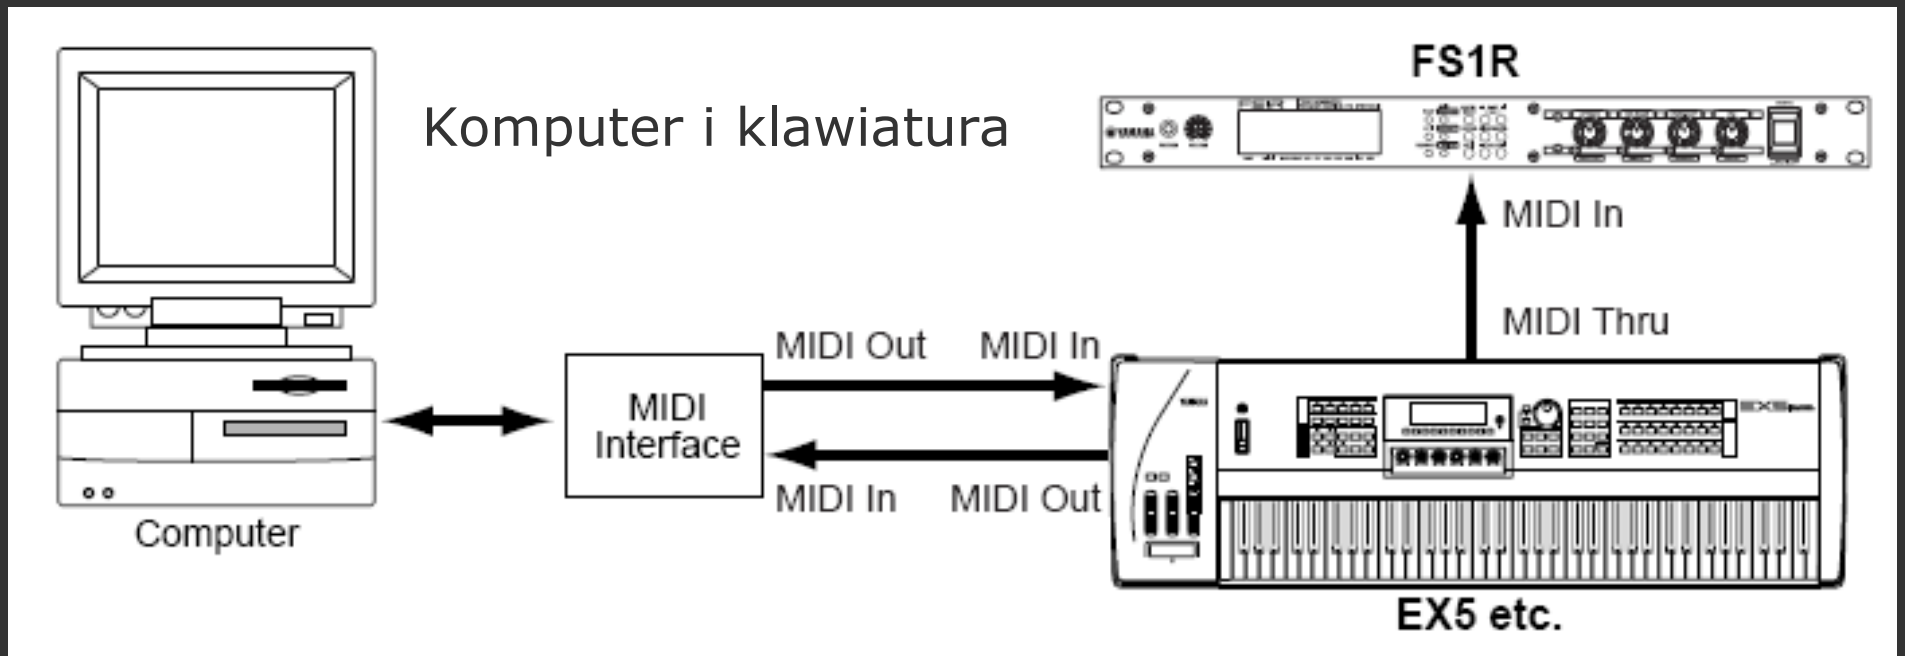 FS1R
Komputer i klawiatura
YAMAHA
MIDI In
MIDI Thru
MIDI Out MIDI In
MIDI
Interface
MIDI In MIDI Out
Computer
EX5 etc.